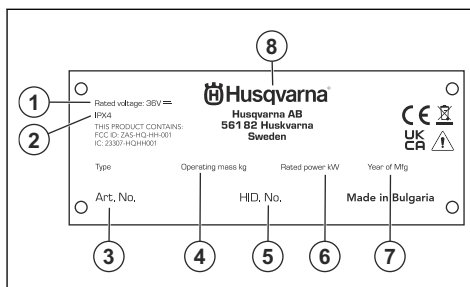 8
1
2
Rated voltage: 36V
IPX4
THIS PRODUCT CONTAINS:
FCC ID: ZAS-HQ-HH-001
IC: 23307-HQHH001
Husqvarna
Husqvarna AB
561 82 Huskvarna
Sweden
CE
UK
CA
Type
Operating mass kg
Rated power kW
Year of Mfg
Art. No.
HID. No.
Made in Bulgaria
3
4
5
6
7